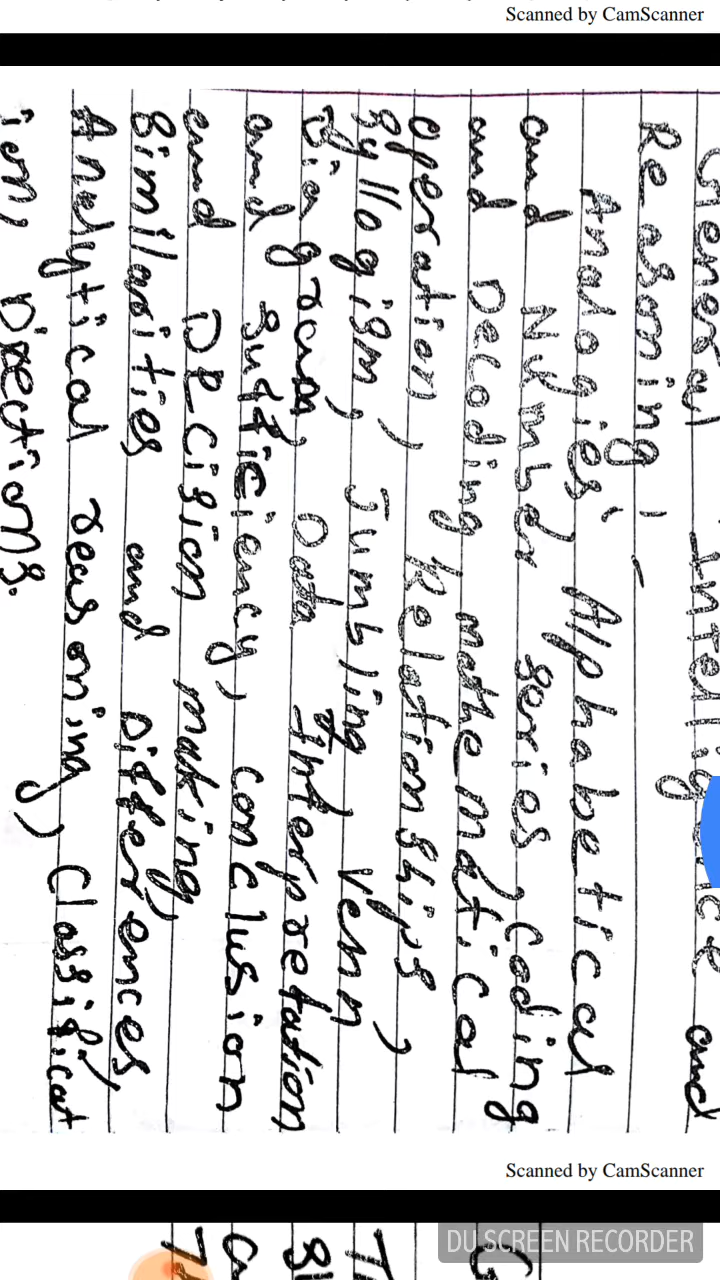 Scanned by CamScanner
General Intelligence and
Reasoning :-
Analogies, Alphabetical
and Number series, coding
and Decoding, mathematical
operation, Relationships,
Syllogism, Jumbling, Venn
Diagram, Data Interpretation
and Sufficiency, conclusion
and Decision making,
Similarities and Differences,
Analytical reasoning, Classificat
ion, Directions.
Scanned by CamScanner
DU SCREEN RECORDER